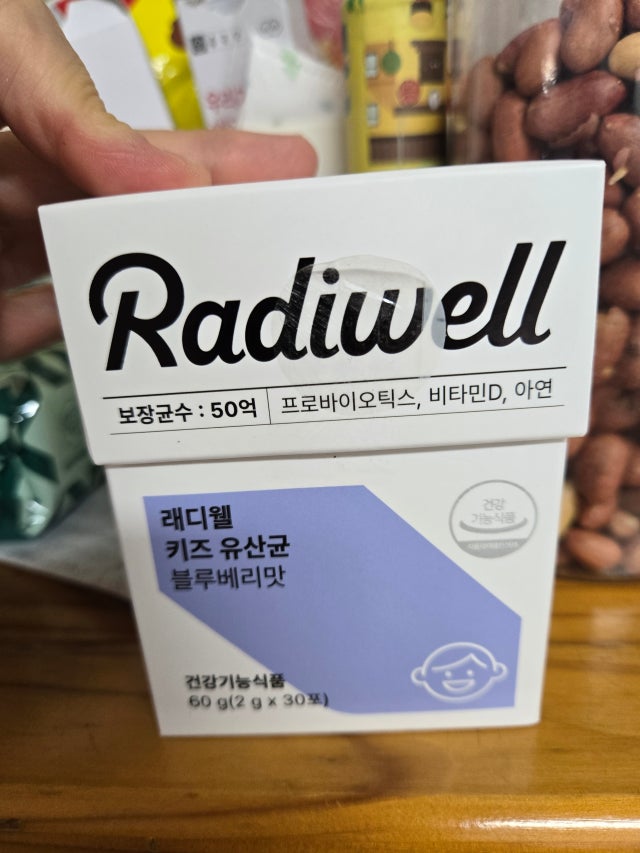 Radiwell
보장균수 : 50억
프로바이오틱스, 비타민D, 아연
래디웰
키즈 유산균
블루베리맛
건강
기능식품
건강기능식품
60 g(2 g x 30포)